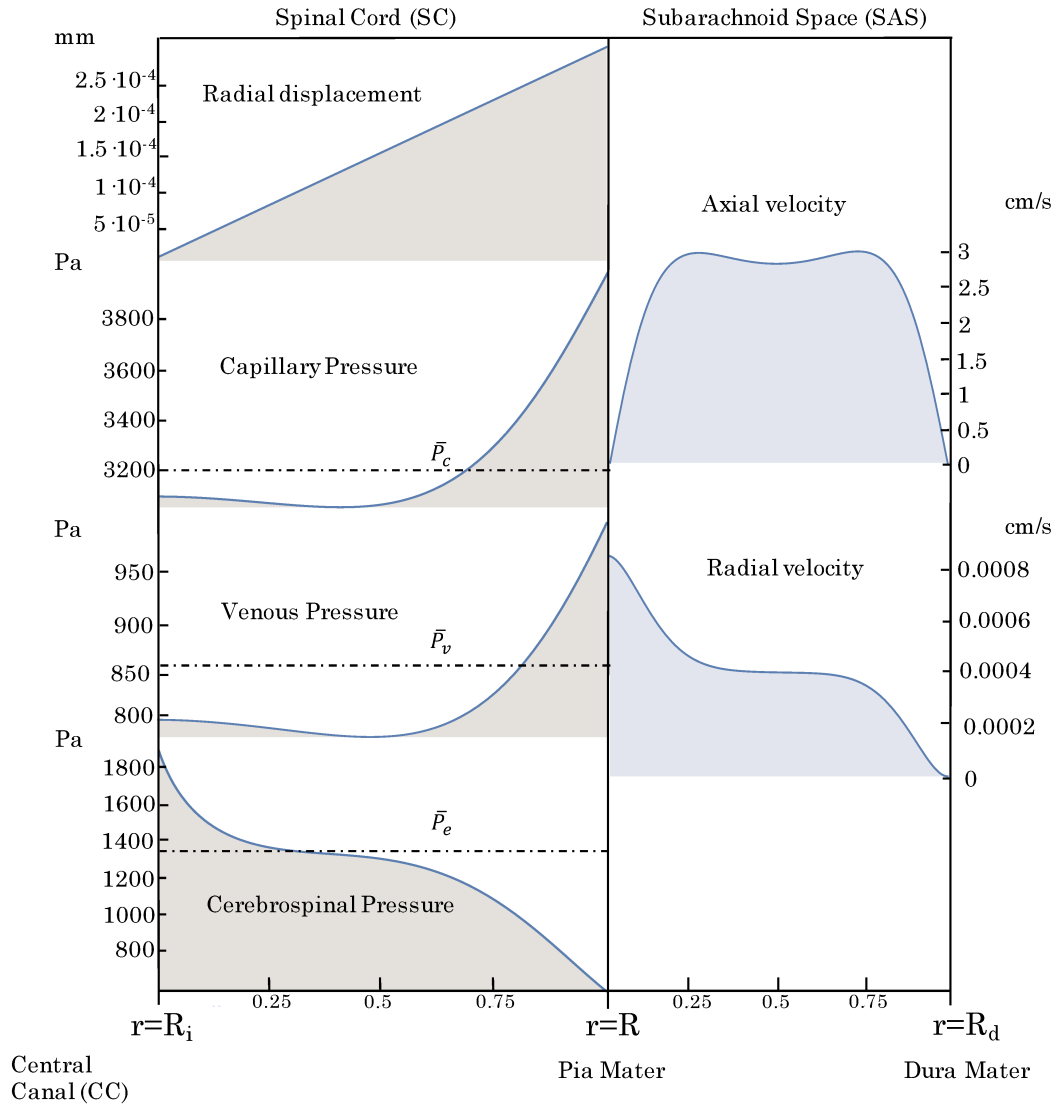 Spinal Cord (SC)
Subarachnoid Space (SAS)
mm
2.5·10⁻⁴
2·10⁻⁴
1.5·10⁻⁴
1·10⁻⁴
5·10⁻⁵
Radial displacement
Pa
3800
3600
3400
3200
Capillary Pressure
P̄c
Pa
950
900
850
800
Venous Pressure
P̄v
Pa
1800
1600
1400
1200
1000
800
P̄e
Cerebrospinal Pressure
Axial velocity
cm/s
3
2.5
2
1.5
1
0.5
0
cm/s
Radial velocity
0.0008
0.0006
0.0004
0.0002
0
0.25 0.5 0.75
0.25 0.5 0.75
r=Ri
r=R
r=Rd
Central
Canal (CC)
Pia Mater
Dura Mater